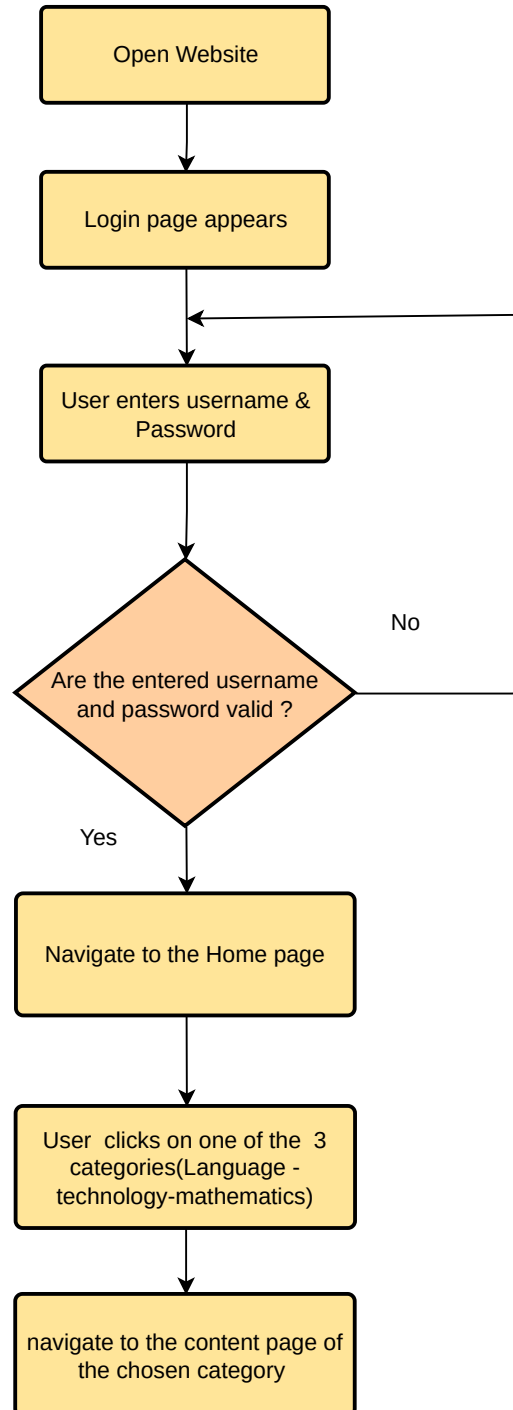 Open Website
Login page appears
User enters username &
Password
No
Are the entered username
and password valid ?
Yes
Navigate to the Home page
User  clicks on one of the  3
categories(Language -
technology-mathematics)
navigate to the content page of
the chosen category